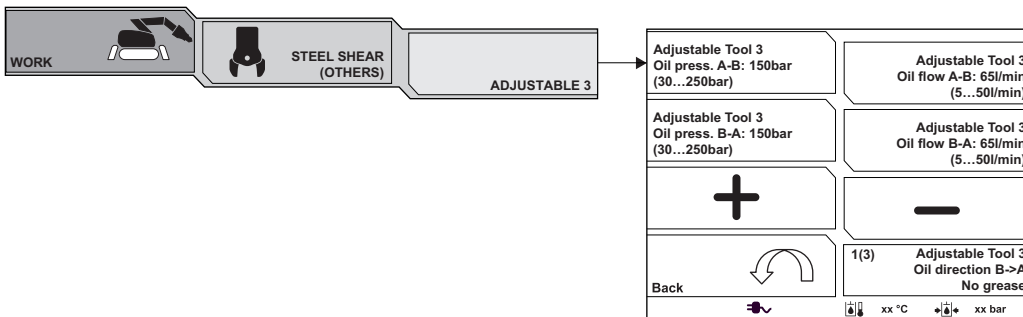 WORK
STEEL SHEAR
(OTHERS)
ADJUSTABLE 3
Adjustable Tool 3
Oil press. A-B: 150bar
(30…250bar)
Adjustable Tool 3
Oil flow A-B: 65l/min
(5…50l/min)
Adjustable Tool 3
Oil press. B-A: 150bar
(30…250bar)
Adjustable Tool 3
Oil flow B-A: 65l/min
(5…50l/min)
Back
1(3)
Adjustable Tool 3
Oil direction B->A
No grease
xx °C
xx bar